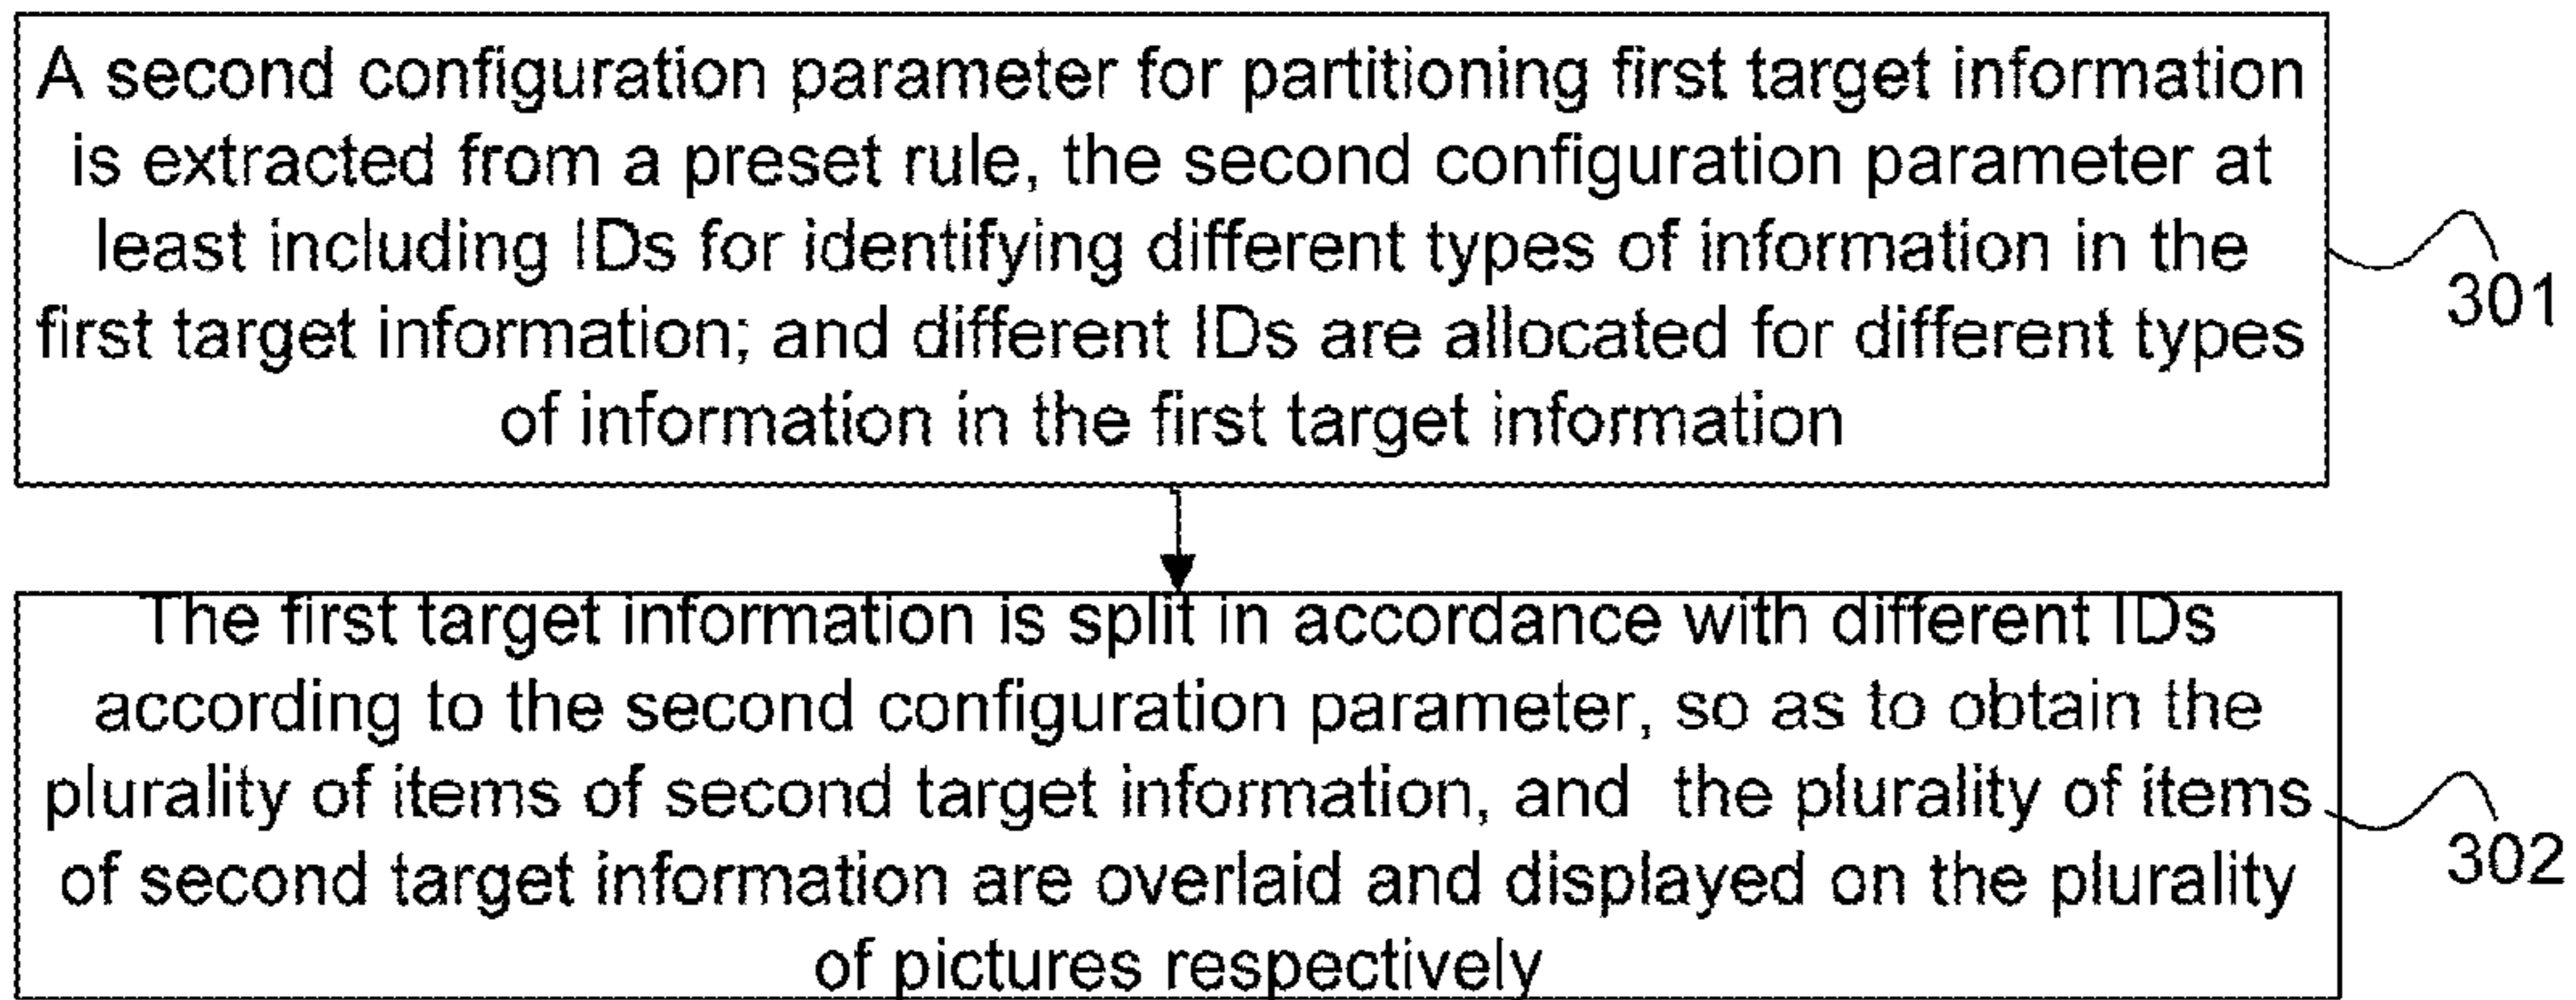 A second configuration parameter for partitioning first target information
is extracted from a preset rule, the second configuration parameter at
least including IDs for identifying different types of information in the
first target information; and different IDs are allocated for different types
of information in the first target information
301
The first target information is split in accordance with different IDs
according to the second configuration parameter, so as to obtain the
plurality of items of second target information, and the plurality of items
of second target information are overlaid and displayed on the plurality
of pictures respectively
302